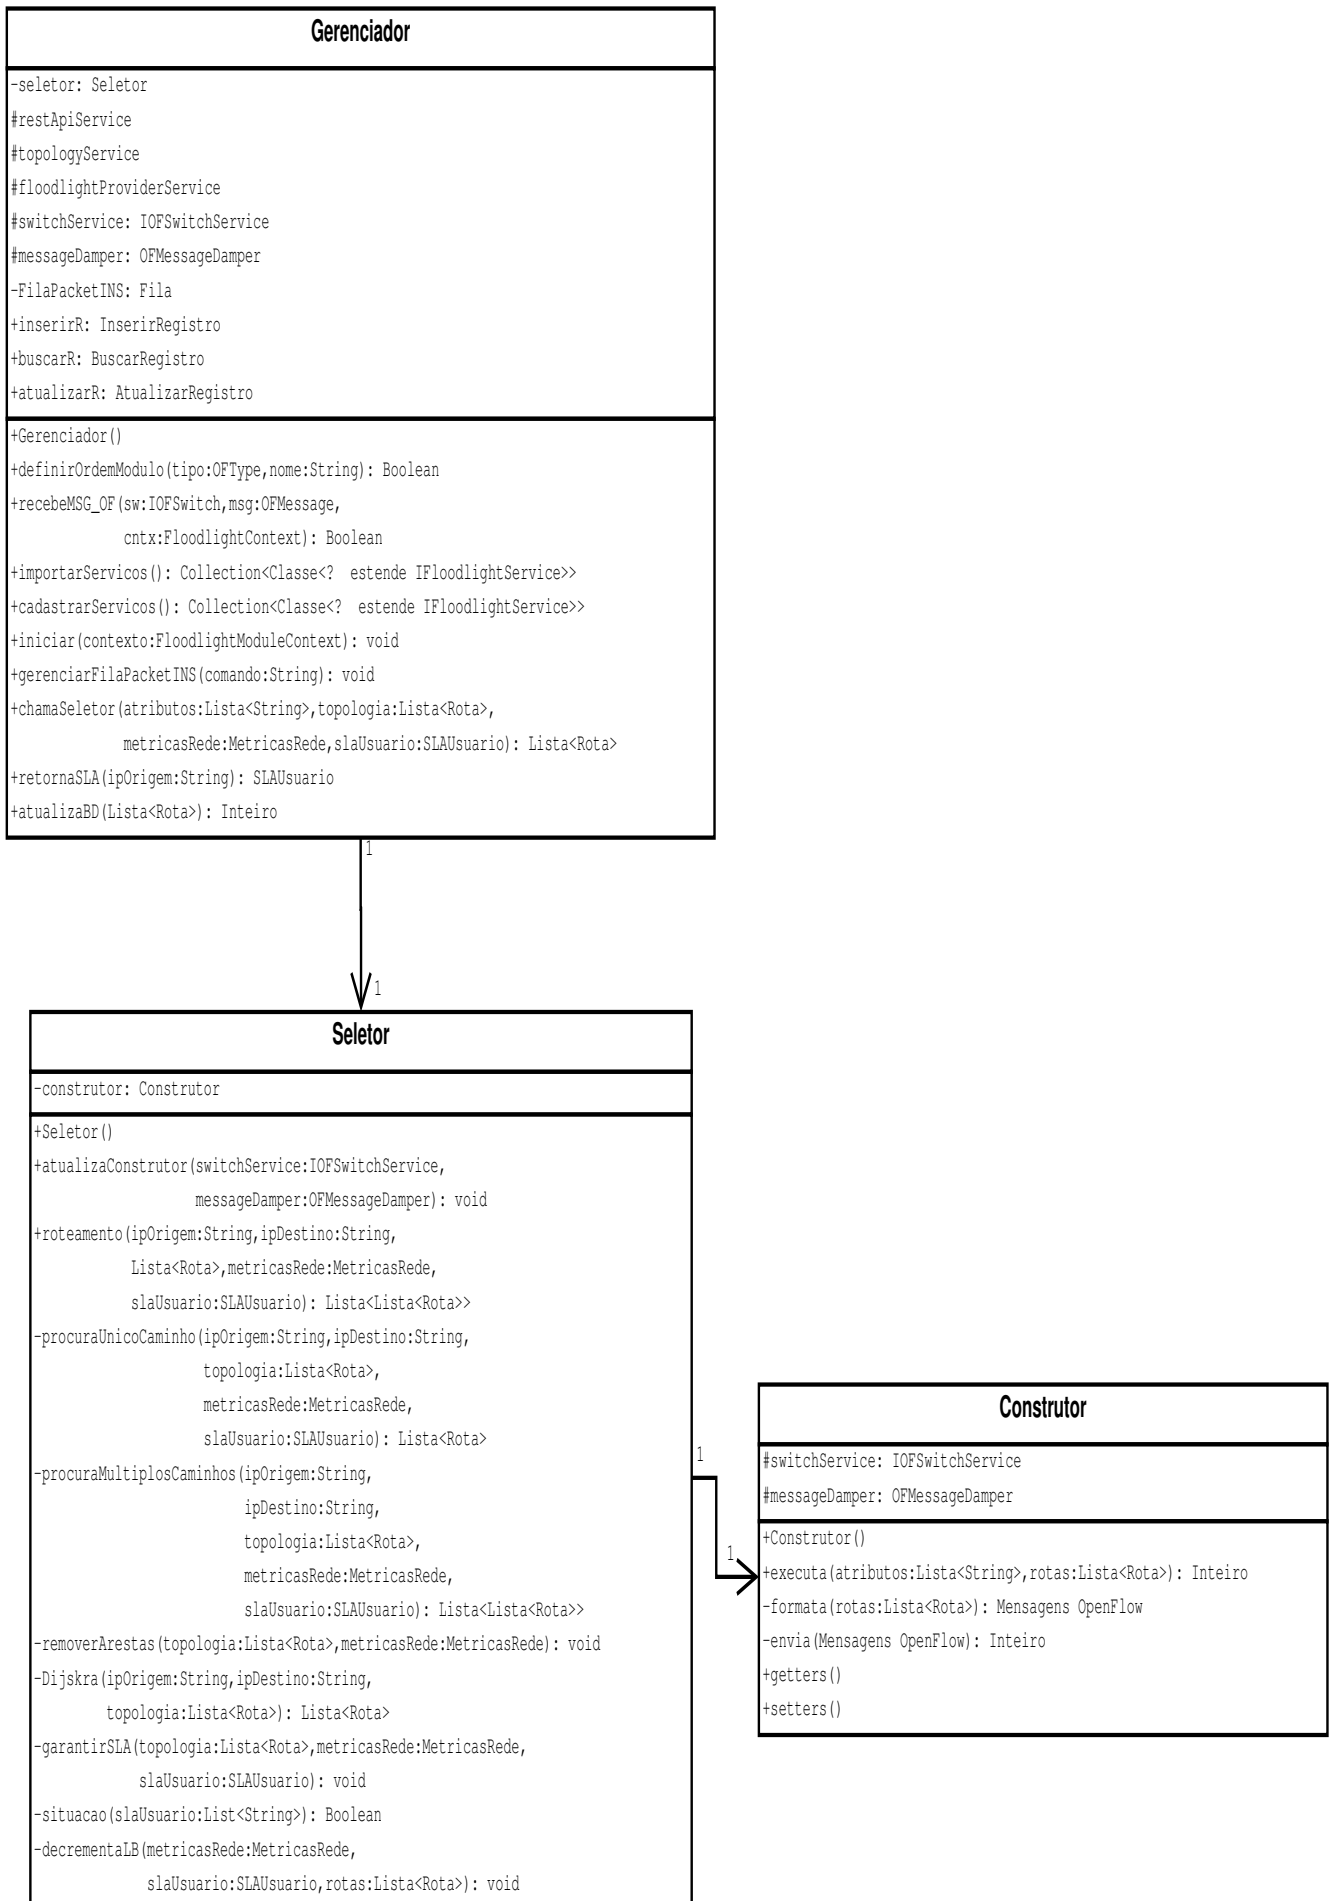 Gerenciador
-seletor: Seletor
#restApiService
#topologyService
#floodlightProviderService
#switchService: IOFSwitchService
#messageDamper: OFMessageDamper
-FilaPacketINS: Fila
+inserirR: InserirRegistro
+buscarR: BuscarRegistro
+atualizarR: AtualizarRegistro
+Gerenciador()
+definirOrdemModulo(tipo:OFType,nome:String): Boolean
+recebeMSG_OF(sw:IOFSwitch,msg:OFMessage,
cntx:FloodlightContext): Boolean
+importarServicos(): Collection<Classe<? estende IFloodlightService>>
+cadastrarServicos(): Collection<Classe<? estende IFloodlightService>>
+iniciar(contexto:FloodlightModuleContext): void
+gerenciarFilaPacketINS(comando:String): void
+chamaSeletor(atributos:Lista<String>,topologia:Lista<Rota>,
metricasRede:MetricasRede,slaUsuario:SLAUsuario): Lista<Rota>
+retornaSLA(ipOrigem:String): SLAUsuario
+atualizaBD(Lista<Rota>): Inteiro
1
1
Seletor
-construtor: Construtor
+Seletor()
+atualizaConstrutor(switchService:IOFSwitchService,
messageDamper:OFMessageDamper): void
+roteamento(ipOrigem:String,ipDestino:String,
Lista<Rota>,metricasRede:MetricasRede,
slaUsuario:SLAUsuario): Lista<Lista<Rota>>
-procuraUnicoCaminho(ipOrigem:String,ipDestino:String,
topologia:Lista<Rota>,
metricasRede:MetricasRede,
slaUsuario:SLAUsuario): Lista<Rota>
-procuraMultiplosCaminhos(ipOrigem:String,
ipDestino:String,
topologia:Lista<Rota>,
metricasRede:MetricasRede,
slaUsuario:SLAUsuario): Lista<Lista<Rota>>
-removerArestas(topologia:Lista<Rota>,metricasRede:MetricasRede): void
-Dijskra(ipOrigem:String,ipDestino:String,
topologia:Lista<Rota>): Lista<Rota>
-garantirSLA(topologia:Lista<Rota>,metricasRede:MetricasRede,
slaUsuario:SLAUsuario): void
-situacao(slaUsuario:List<String>): Boolean
-decrementaLB(metricasRede:MetricasRede,
slaUsuario:SLAUsuario,rotas:Lista<Rota>): void
1
1
Construtor
#switchService: IOFSwitchService
#messageDamper: OFMessageDamper
+Construtor()
+executa(atributos:Lista<String>,rotas:Lista<Rota>): Inteiro
-formata(rotas:Lista<Rota>): Mensagens OpenFlow
-envia(Mensagens OpenFlow): Inteiro
+getters()
+setters()